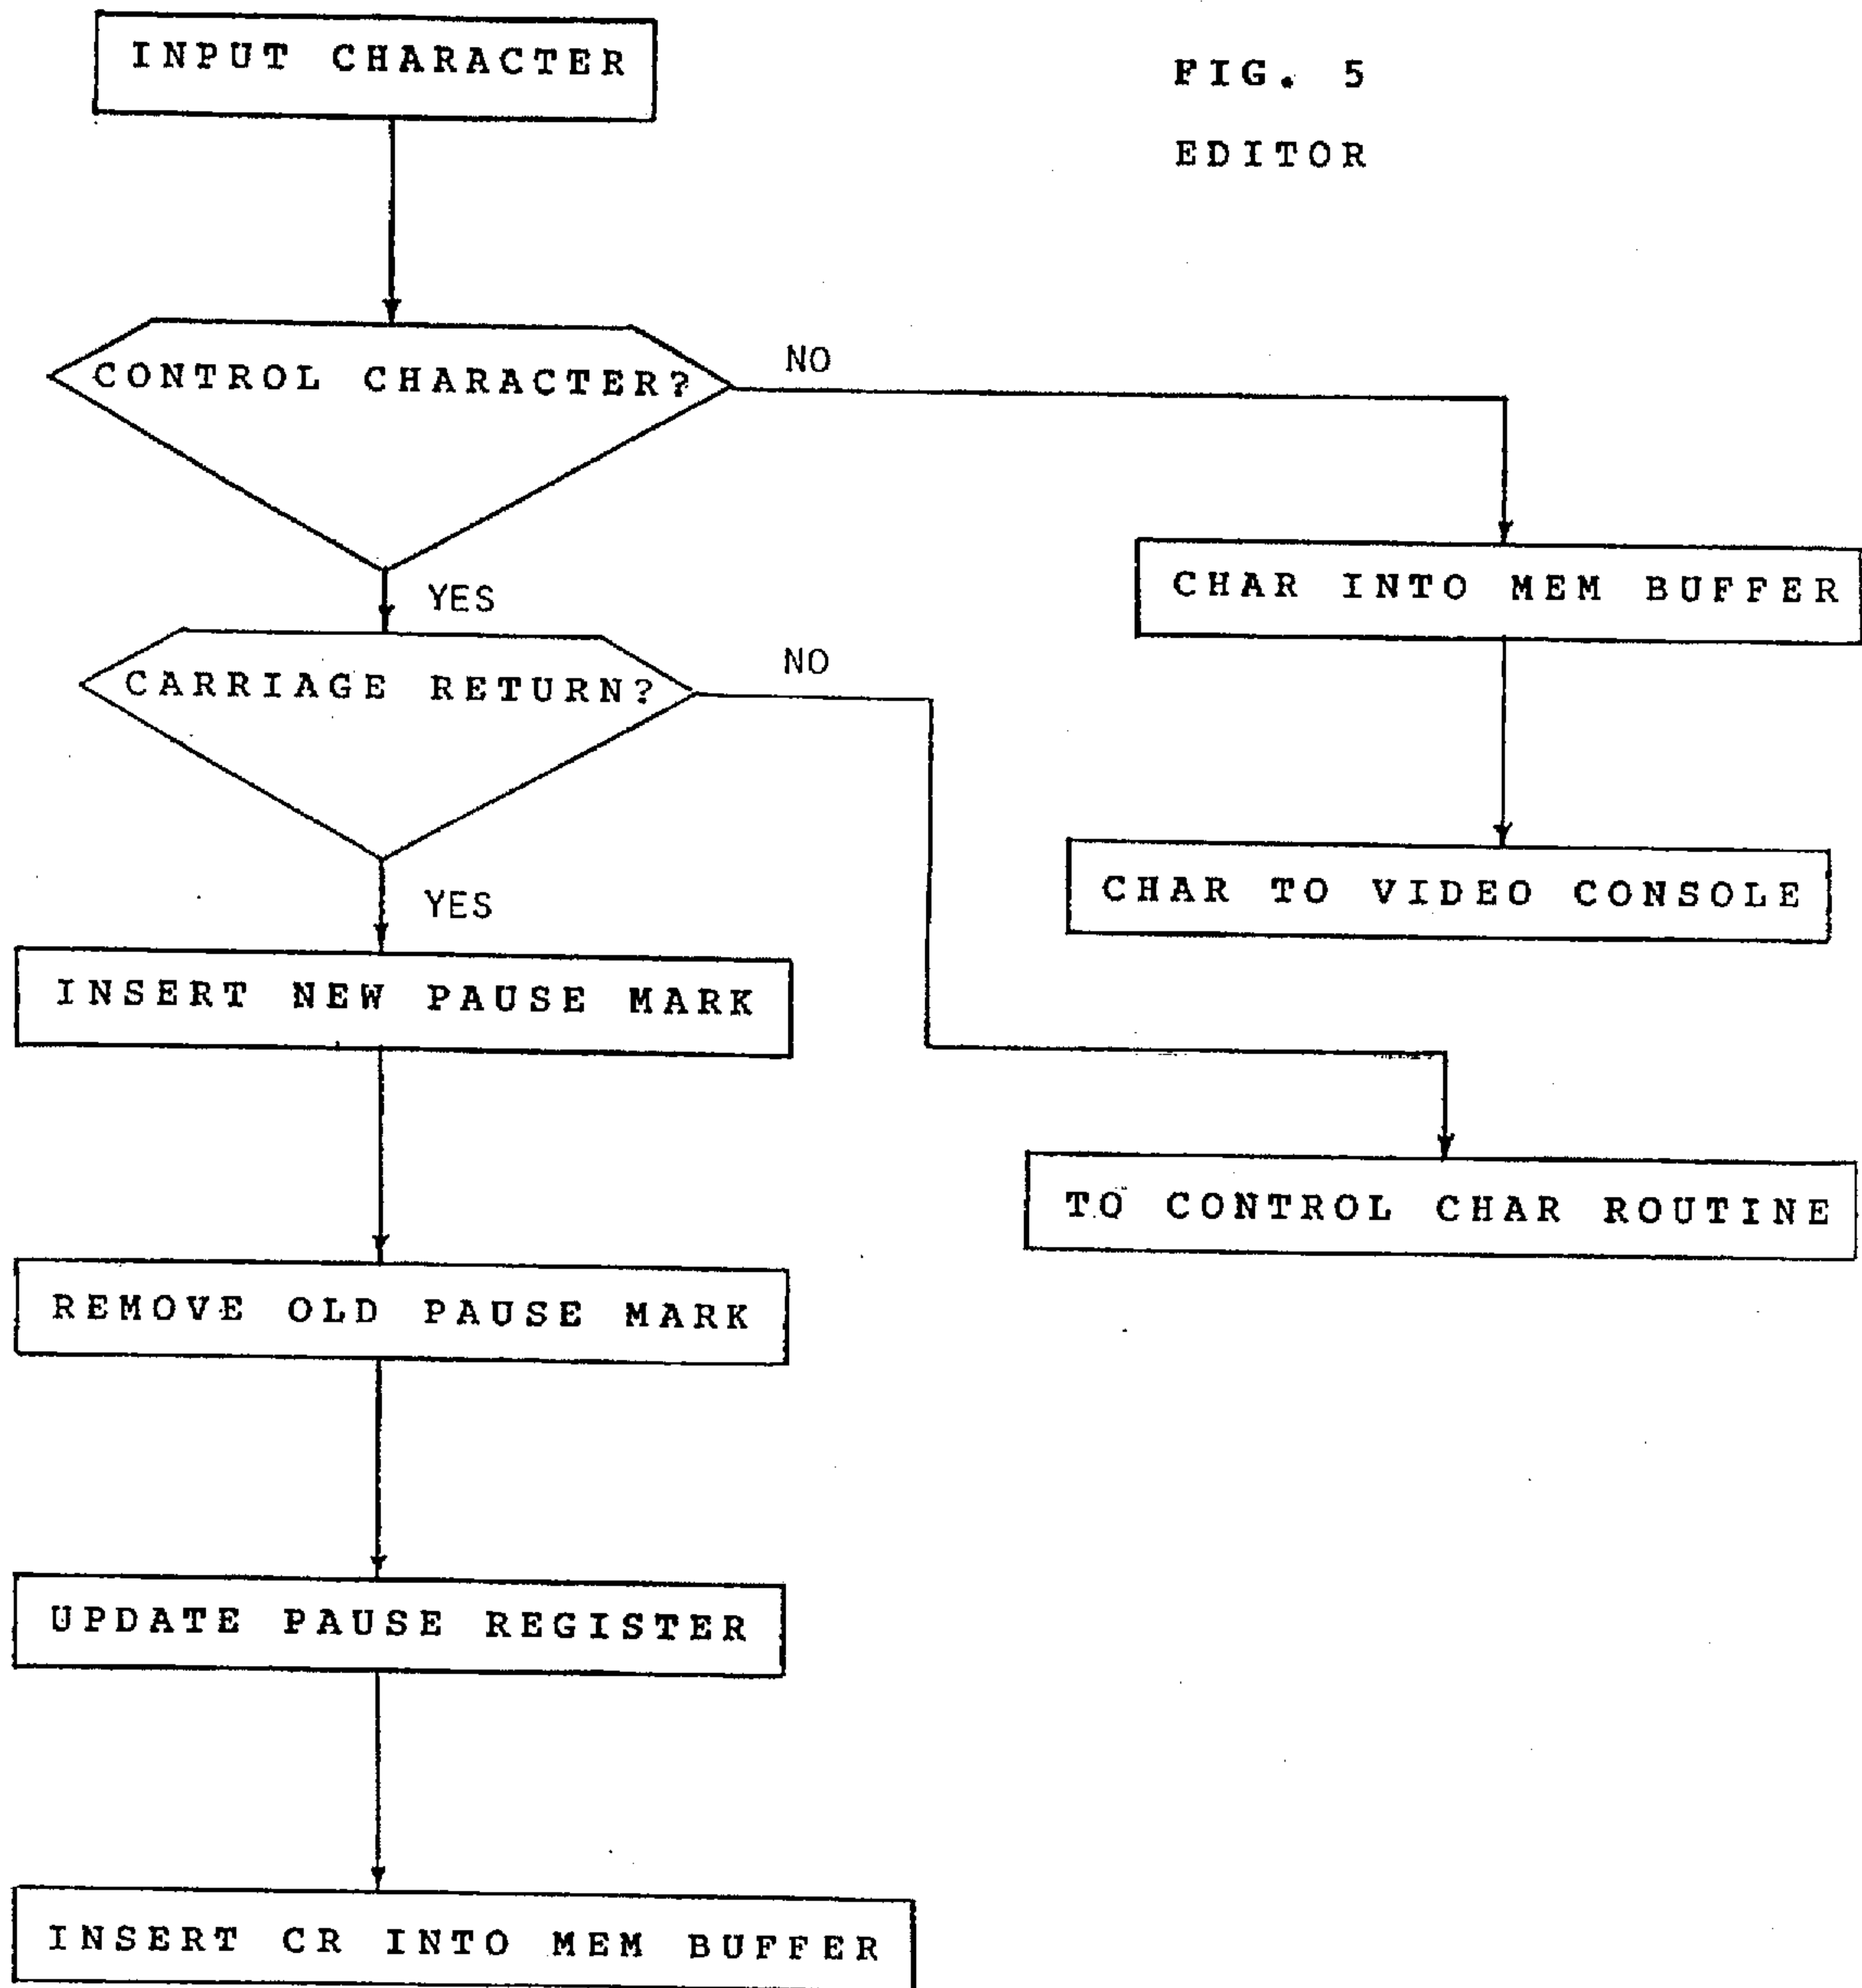 INPUT CHARACTER
FIG. 5
EDITOR
CONTROL CHARACTER?
NO
YES
CHAR INTO MEM BUFFER
CARRIAGE RETURN?
NO
CHAR TO VIDEO CONSOLE
YES
INSERT NEW PAUSE MARK
TO CONTROL CHAR ROUTINE
REMOVE OLD PAUSE MARK
UPDATE PAUSE REGISTER
INSERT CR INTO MEM BUFFER